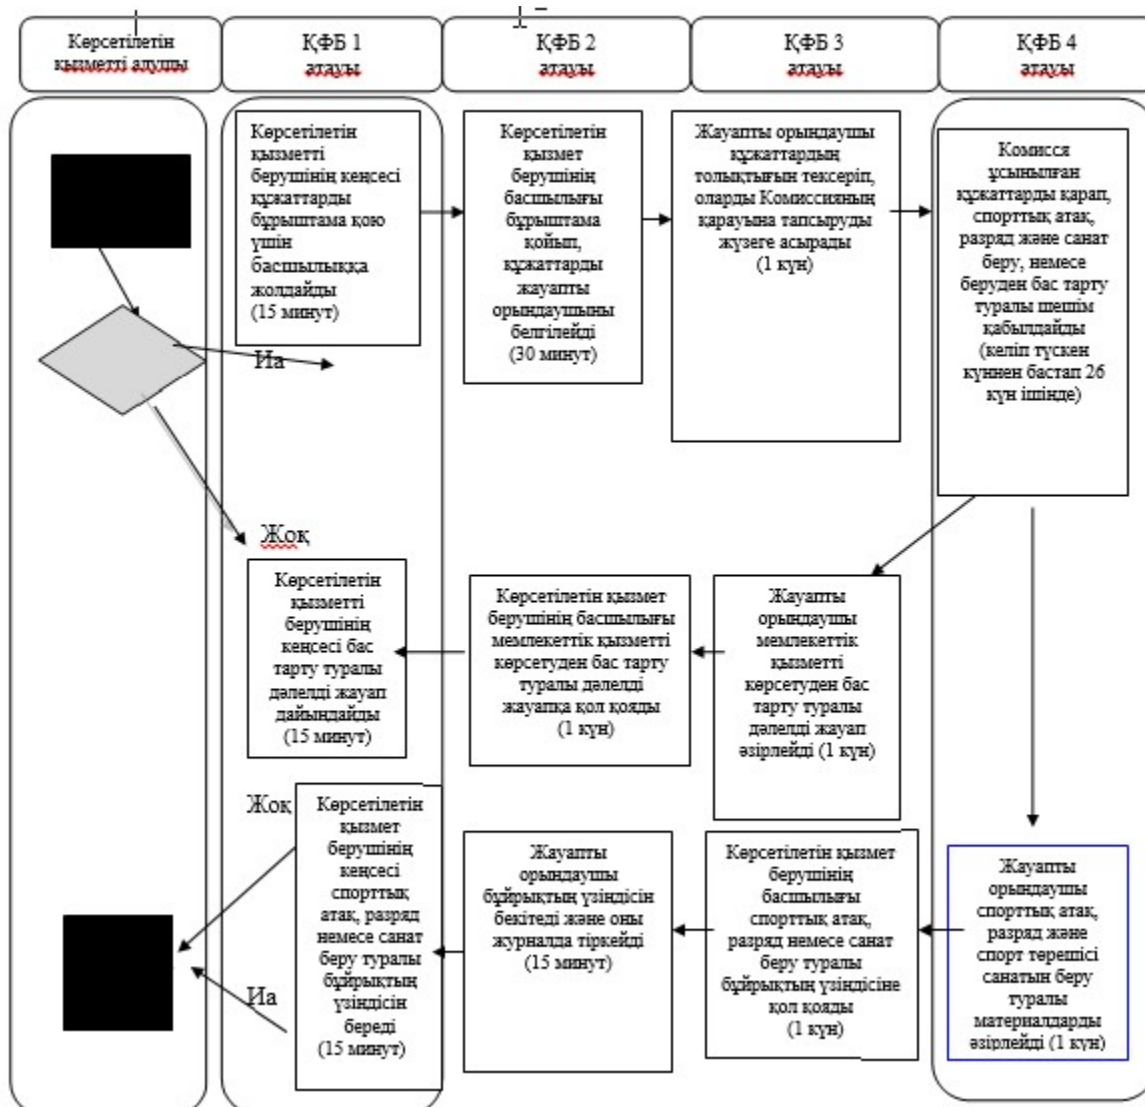 Көрсетілетін
қызметті алушы
ҚФБ 1
атауы
ҚФБ 2
атауы
ҚФБ 3
атауы
ҚФБ 4
атауы
Көрсетілетін
қызметті
берушінің кеңсесі
құжаттарды
бұрыштама қою
үшін
басшылыққа
жолдайды
(15 минут)
Көрсетілетін
қызмет
берушінің
басшылығы
бұрыштама
қойып,
құжаттарды
жауапты
орындаушыны
белгілейді
(30 минут)
Жауапты орындаушы
құжаттардың
толықтығын тексеріп,
оларды Комиссияның
қарауына тапсыруды
жүзеге асырады
(1 күн)
Комисся
ұсынылған
құжаттарды қарап,
спорттық атақ,
разряд және санат
беру, немесе
беруден бас тарту
туралы шешім
қабылдайды
(келіп түскен
күннен бастап 26
күн ішінде)
Иа
Жоқ
Көрсетілетін
қызметті
берушінің
кеңсесі бас
тарту туралы
дәлелді жауап
дайындайды
(15 минут)
Көрсетілетін қызмет
берушінің басшылығы
мемлекеттік қызметті
көрсетуден бас тарту
туралы дәлелді
жауапқа қол қояды
(1 күн)
Жауапты
орындаушы
мемлекеттік
қызметті
көрсетуден бас
тарту туралы
дәлелді жауап
әзірлейді (1 күн)
Жоқ
Көрсетілетін
қызмет
берушінің
кеңсесі
спорттық
атақ, разряд
немесе санат
беру туралы
бұйрықтың
үзіндісін
береді
(15 минут)
Иа
Жауапты
орындаушы
бұйрықтың үзіндісін
бекітеді және оны
журналда тіркейді
(15 минут)
Көрсетілетін қызмет
берушінің
басшылығы
спорттық атақ,
разряд немесе санат
беру туралы
бұйрықтың үзіндісіне
қол қояды
(1 күн)
Жауапты
орындаушы
спорттық атақ,
разряд және
спорт төрешісі
санатын беру
туралы
материалдарды
әзірлейді (1 күн)